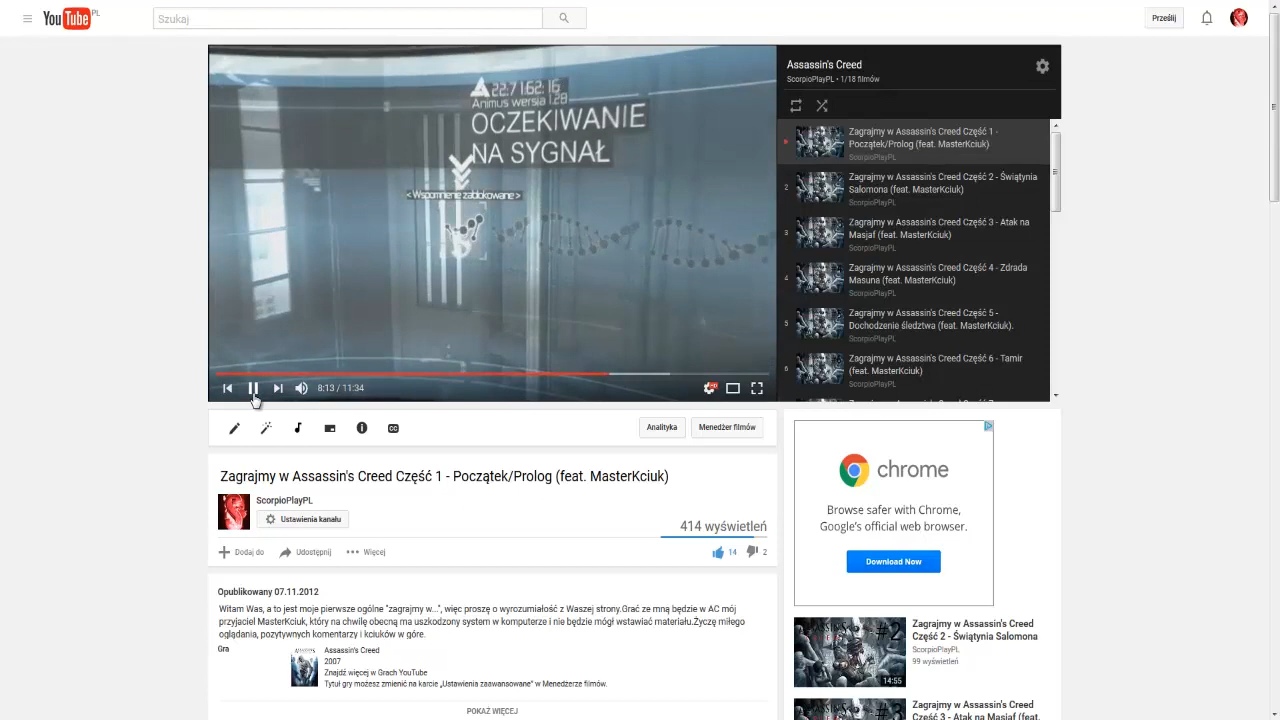 YouTube PL
Szukaj
Prześlij
22:7|62:16
Animus wersja 1.28
OCZEKIWANIE
NA SYGNAŁ
<Wspomnienie zablokowane>
8:13 / 11:34
HD
Assassin's Creed
ScorpioPlayPL • 1/18 filmów
Zagrajmy w Assassin's Creed Część 1 -
Początek/Prolog (feat. MasterKciuk)
ScorpioPlayPL
2
Zagrajmy w Assassin's Creed Część 2 - Świątynia
Salomona (feat. MasterKciuk)
ScorpioPlayPL
3
Zagrajmy w Assassin's Creed Część 3 - Atak na
Masjaf (feat. MasterKciuk)
ScorpioPlayPL
4
Zagrajmy w Assassin's Creed Część 4 - Zdrada
Masuna (feat. MasterKciuk)
ScorpioPlayPL
5
Zagrajmy w Assassin's Creed Część 5 -
Dochodzenie śledztwa (feat. MasterKciuk).
ScorpioPlayPL
6
Zagrajmy w Assassin's Creed Część 6 - Tamir
(feat. MasterKciuk)
ScorpioPlayPL
CC
Analityka
Menedżer filmów
Zagrajmy w Assassin's Creed Część 1 - Początek/Prolog (feat. MasterKciuk)
ScorpioPlayPL
Ustawienia kanału
414 wyświetleń
Dodaj do
Udostępnij
Więcej
14
2
Opublikowany 07.11.2012
Witam Was, a to jest moje pierwsze ogólne "zagrajmy w...", więc proszę o wyrozumiałość z Waszej strony.Grać ze mną będzie w AC mój
przyjaciel MasterKciuk, który na chwilę obecną ma uszkodzony system w komputerze i nie będzie mógł wstawiać materiału.Życzę miłego
oglądania, pozytywnych komentarzy i kciuków w góre.
Gra
Assassin's Creed
2007
Znajdź więcej w Grach YouTube
Tytuł gry możesz zmienić na karcie „Ustawienia zaawansowane" w Menedżerze filmów.
POKAŻ WIĘCEJ
chrome
Browse safer with Chrome,
Google's official web browser.
Download Now
#2
14:55
Zagrajmy w Assassin's Creed
Część 2 - Świątynia Salomona
ScorpioPlayPL
99 wyświetleń
#3
Zagrajmy w Assassin's Creed
Część 3 - Atak na Masjaf (feat.